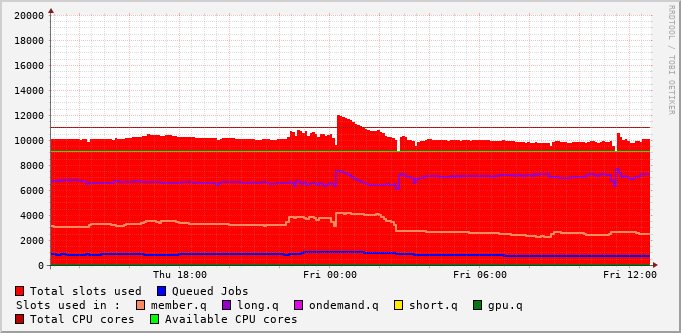 RRDTOOL / TOBI OETIKER
20000
18000
16000
14000
12000
10000
8000
6000
4000
2000
0
Thu 18:00 Fri 00:00 Fri 06:00 Fri 12:00
Total slots used Queued Jobs
Slots used in : member.q long.q ondemand.q short.q gpu.q
Total CPU cores Available CPU cores